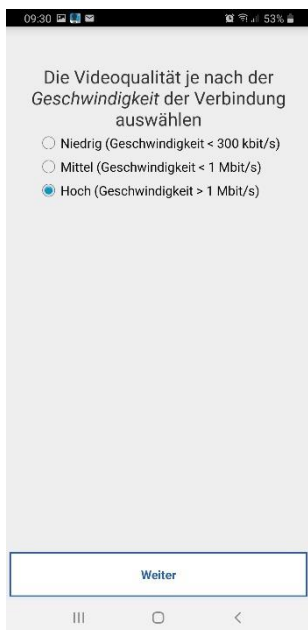 09:30 53%
Die Videoqualität je nach der
Geschwindigkeit der Verbindung
auswählen
Niedrig (Geschwindigkeit < 300 kbit/s)
Mittel (Geschwindigkeit < 1 Mbit/s)
Hoch (Geschwindigkeit > 1 Mbit/s)
Weiter